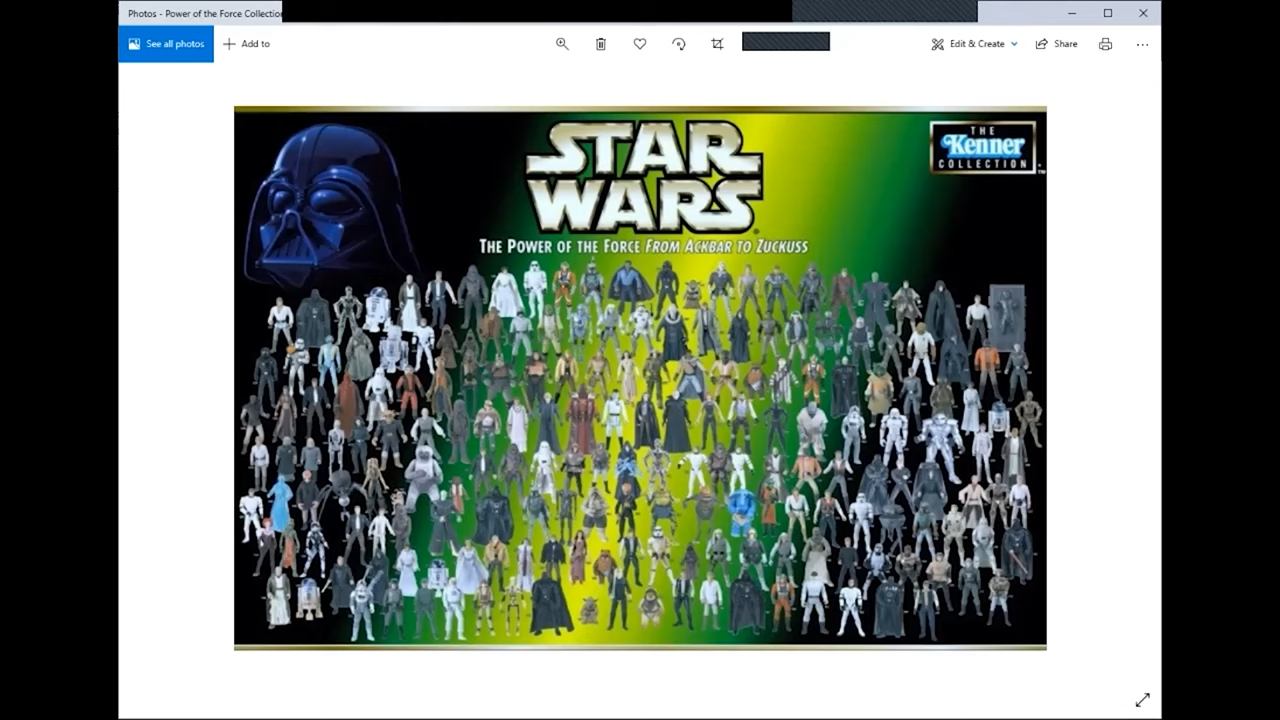 Photos - Power of the Force Collection
See all photos
Add to
Edit & Create
Share
STAR
WARS
THE POWER OF THE FORCE FROM ACKBAR TO ZUCKUSS
THE
Kenner
COLLECTION
TM